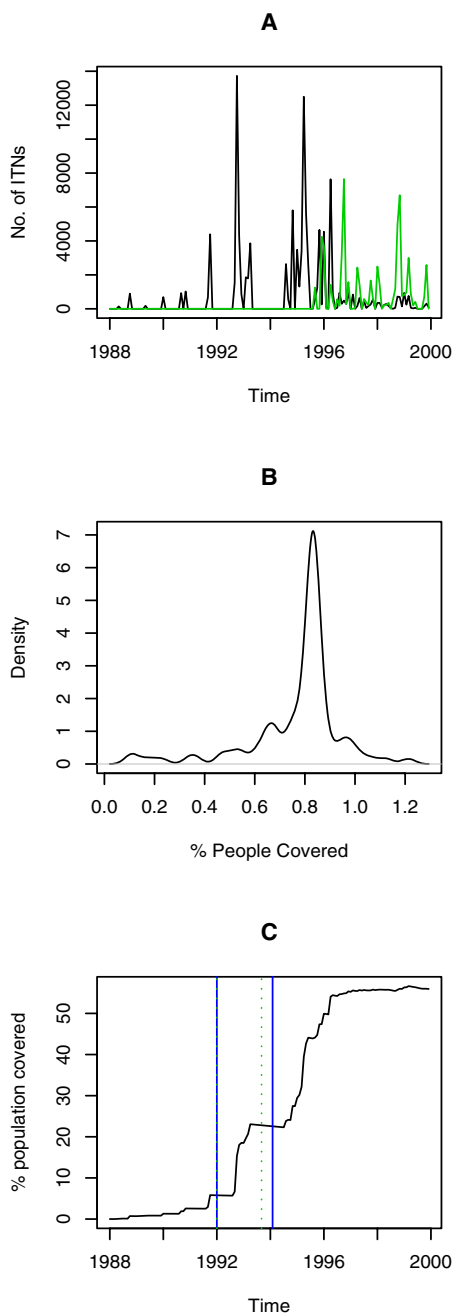 A
No. of ITNs
12000
8000
4000
0
1988 1992 1996 2000
Time
B
Density
7
6
5
4
3
2
1
0
0.0 0.2 0.4 0.6 0.8 1.0 1.2
% People Covered
C
% population covered
50
40
30
20
10
0
1988 1992 1996 2000
Time